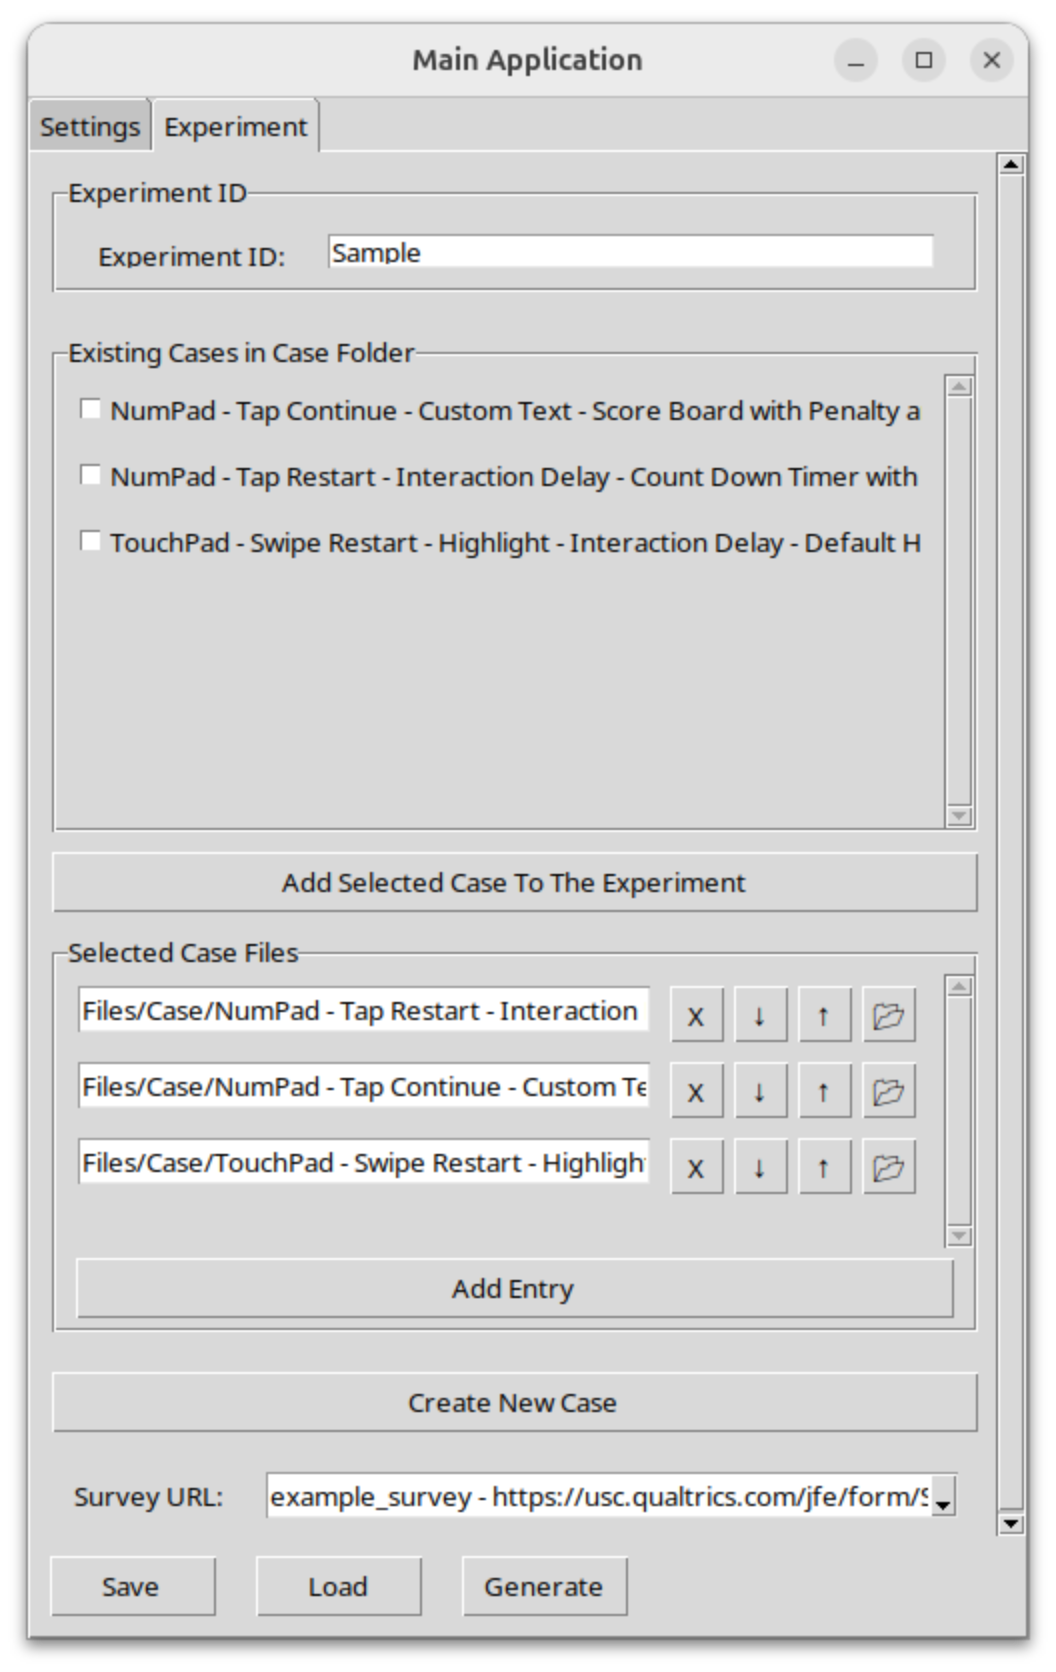 Main Application
Settings Experiment
Experiment ID
Experiment ID: Sample
Existing Cases in Case Folder
NumPad - Tap Continue - Custom Text - Score Board with Penalty a
NumPad - Tap Restart - Interaction Delay - Count Down Timer with
TouchPad - Swipe Restart - Highlight - Interaction Delay - Default H
Add Selected Case To The Experiment
Selected Case Files
Files/Case/NumPad - Tap Restart - Interaction X ↓ ↑
Files/Case/NumPad - Tap Continue - Custom Te X ↓ ↑
Files/Case/TouchPad - Swipe Restart - Highligh X ↓ ↑
Add Entry
Create New Case
Survey URL: example_survey - https://usc.qualtrics.com/jfe/form/S
Save Load Generate